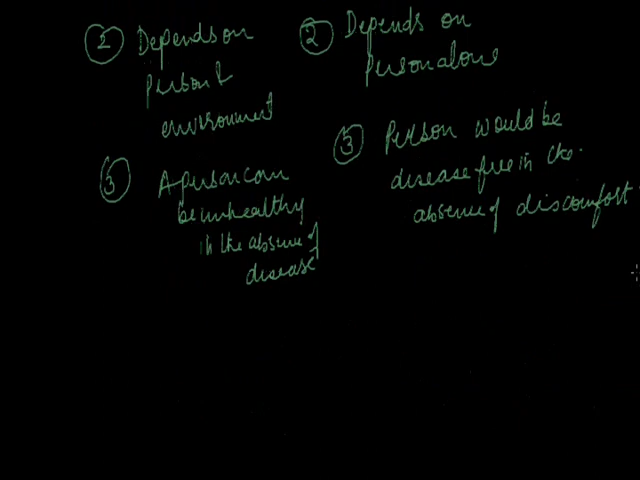 ② Depends on
person &
environment
③ A person can
be unhealthy
in the absence of
disease
② Depends on
Person alone
③ Person would be
disease free in the
absence of discomfort